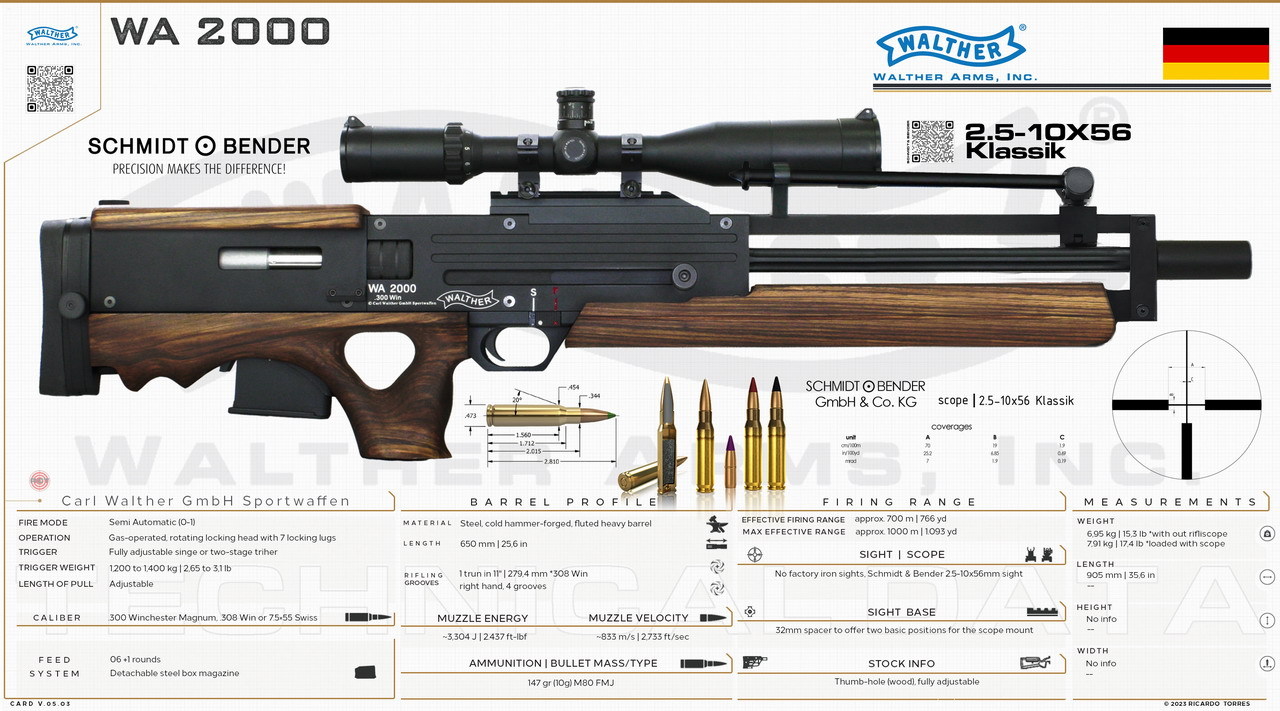 WALTHER
WALTHER ARMS, INC.
WA 2000
WALTHER
®
WALTHER ARMS, INC.
SCHMIDT BENDER
PRECISION MAKES THE DIFFERENCE!
2.5-10X56
Klassik
®
WA 2000
.300 Win
© Carl Walther GmbH Sportwaffen
WALTHER
S
.454
20°
.344
.473
1.560
1.712
2.015
2.810
SCHMIDT BENDER
GmbH & Co. KG
scope | 2.5-10x56 Klassik
coverages
unit A B C
cm/100m 70 19 1.9
in/100yd 25.2 6.85 0.69
mrad 7 1.9 0.19
A
C
WALTHER ARMS, INC.
Carl Walther GmbH Sportwaffen
FIRE MODE Semi Automatic (0-1)
OPERATION Gas-operated, rotating locking head with 7 locking lugs
TRIGGER Fully adjustable singe or two-stage triher
TRIGGER WEIGHT 1,200 to 1,400 kg | 2,65 to 3,1 lb
LENGTH OF PULL Adjustable
CALIBER .300 Winchester Magnum, .308 Win or 7.5×55 Swiss
FEED SYSTEM
06 +1 rounds
Detachable steel box magazine
BARREL PROFILE
MATERIAL Steel, cold hammer-forged, fluted heavy barrel
LENGTH 650 mm | 25,6 in
RIFLING GROOVES
1 trun in 11" | 279,4 mm *308 Win
right hand, 4 grooves
MUZZLE ENERGY MUZZLE VELOCITY
~3,304 J | 2.437 ft-lbf ~833 m/s | 2,733 ft/sec
AMMUNITION | BULLET MASS/TYPE
147 gr (10g) M80 FMJ
FIRING RANGE
EFFECTIVE FIRING RANGE approx. 700 m | 766 yd
MAX EFFECTIVE RANGE approx. 1000 m | 1.093 yd
SIGHT | SCOPE
No factory iron sights, Schmidt & Bender 2.5-10x56mm sight
SIGHT BASE
32mm spacer to offer two basic positions for the scope mount
STOCK INFO
Thumb-hole (wood), fully adjustable
MEASUREMENTS
WEIGHT
6,95 kg | 15,3 lb *with out rifliscope
7,91 kg | 17,4 lb *loaded with scope
LENGTH
905 mm | 35,6 in
--
HEIGHT
No info
--
WIDTH
No info
--
TECHNICAL DATA
CARD V.05.03
© 2023 RICARDO TORRES